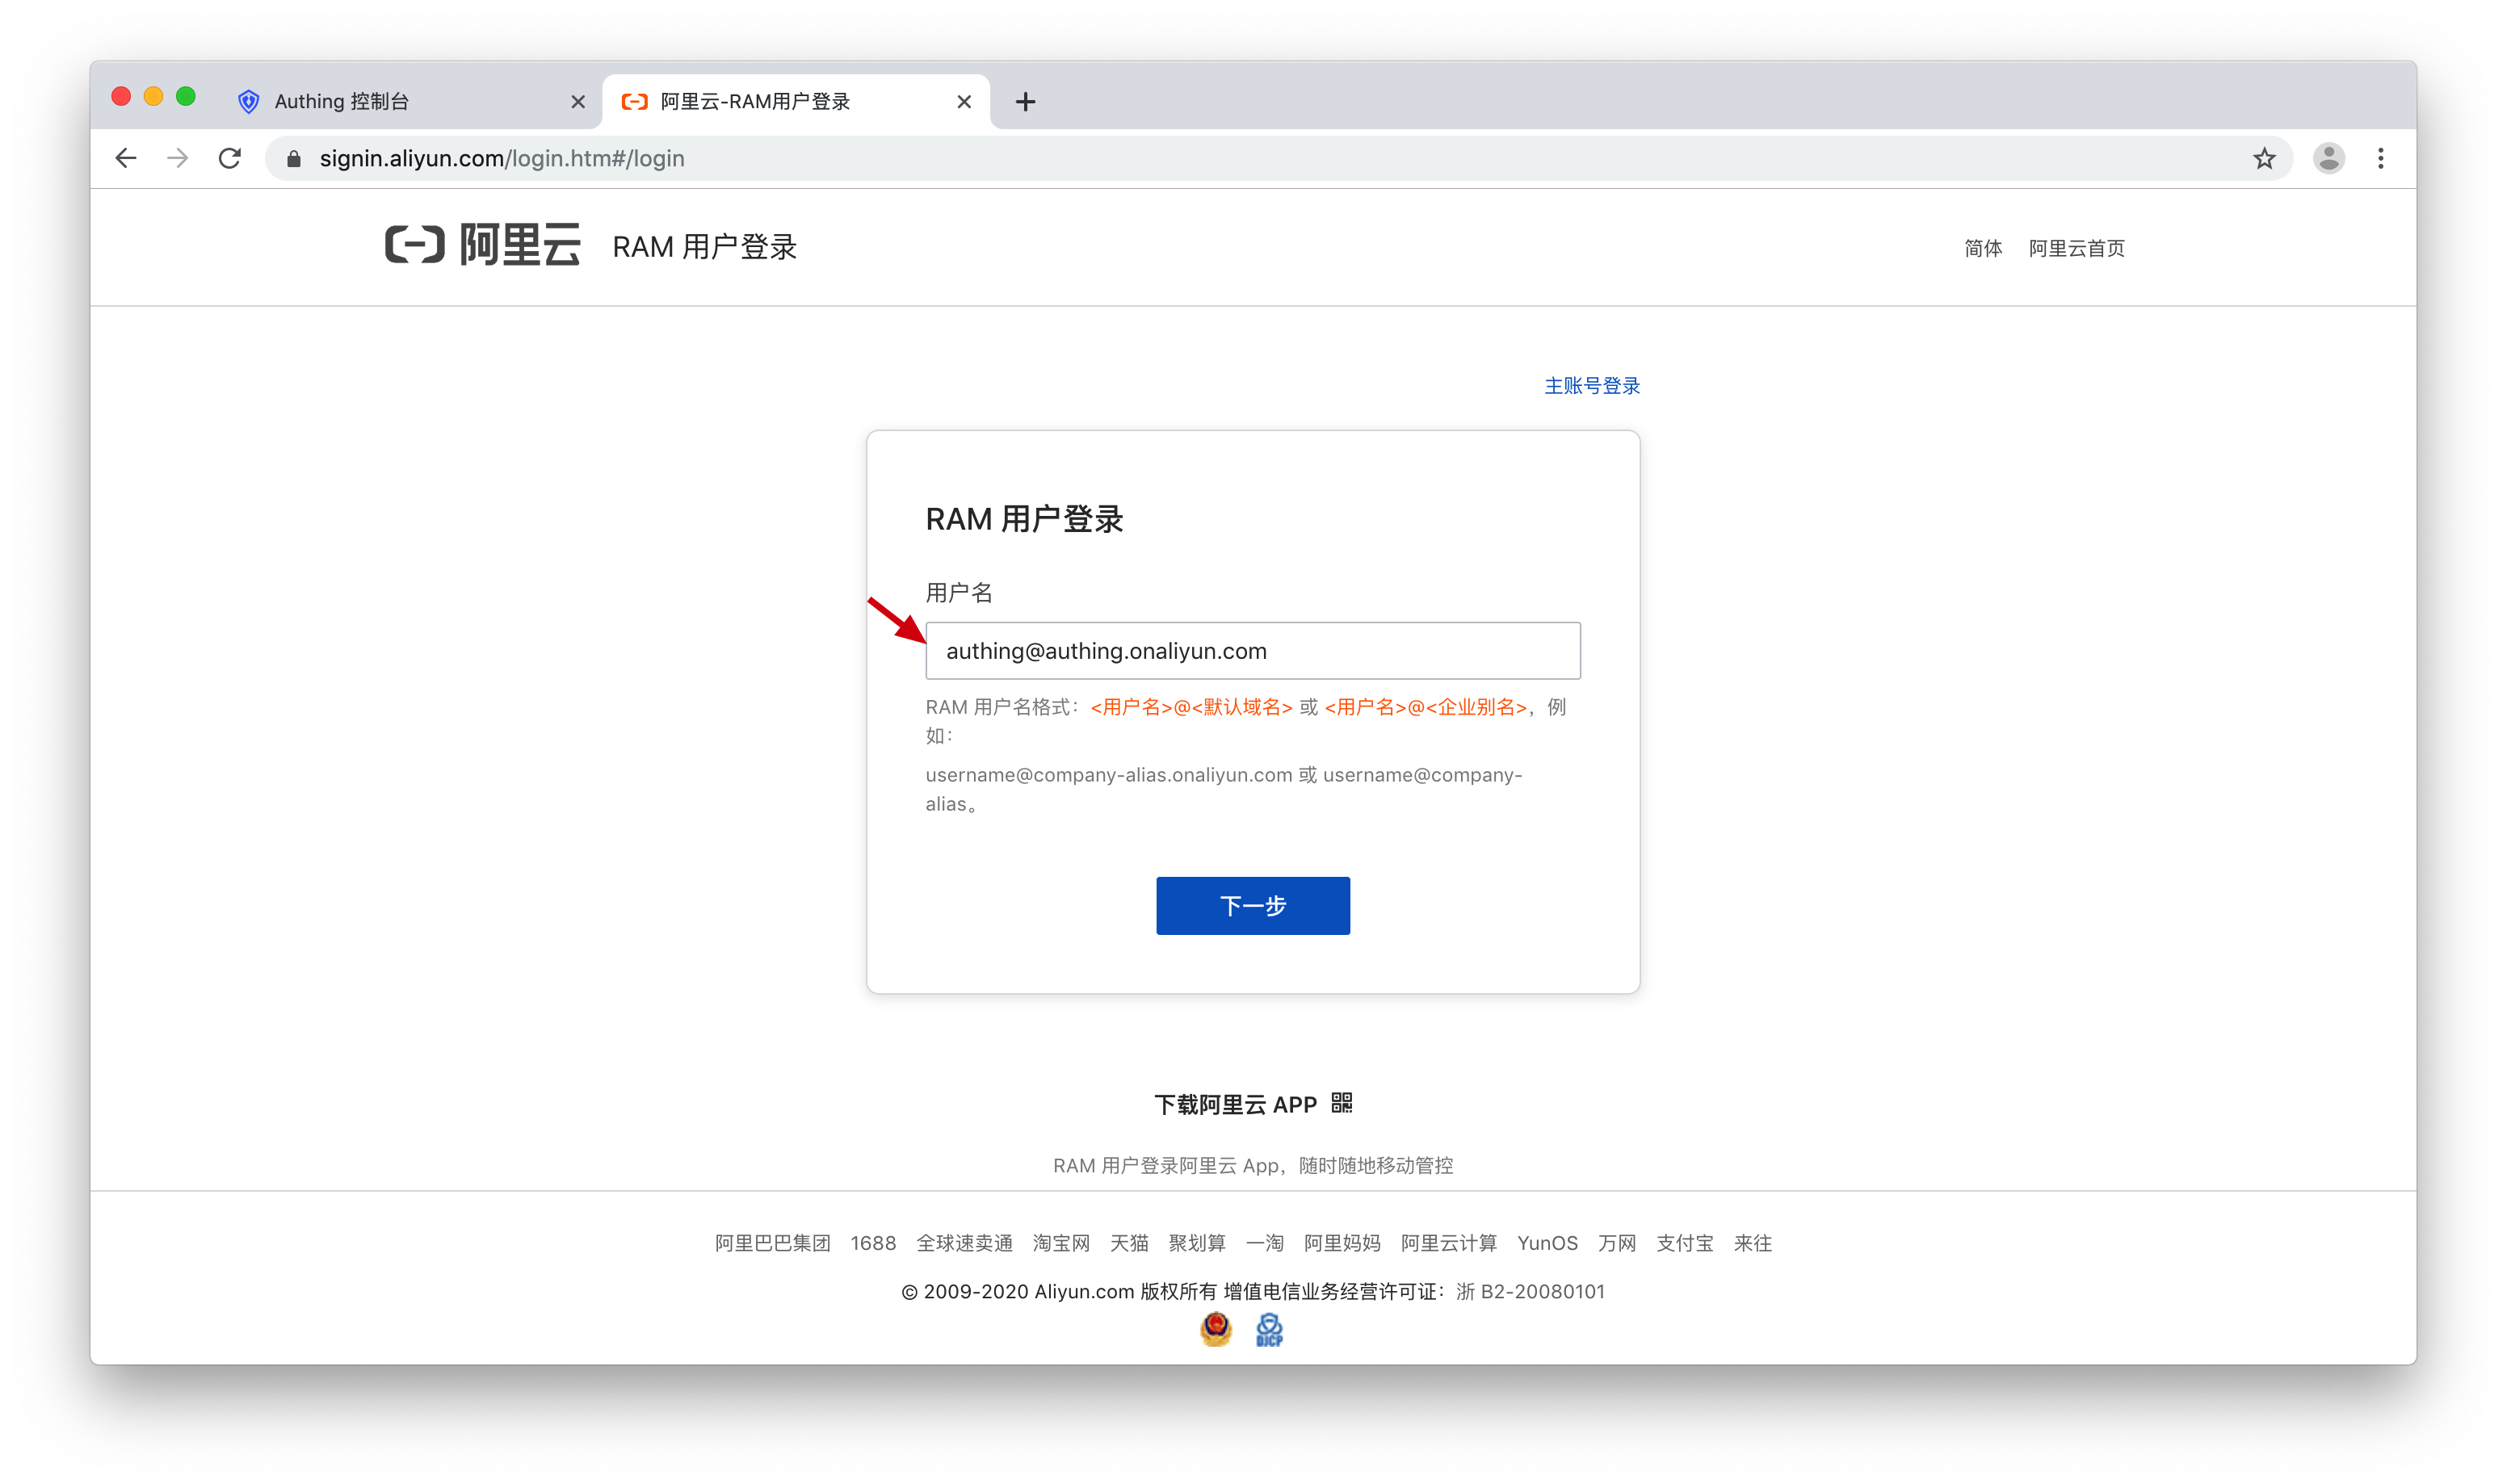 Authing 控制台
阿里云-RAM用户登录
signin.aliyun.com/login.htm#/login
阿里云 RAM 用户登录
简体 阿里云首页
主账号登录
RAM 用户登录
用户名
authing@authing.onaliyun.com
RAM 用户名格式：<用户名>@<默认域名> 或 <用户名>@<企业别名>，例
如：
username@company-alias.onaliyun.com 或 username@company-
alias。
下一步
下载阿里云 APP
RAM 用户登录阿里云 App，随时随地移动管控
阿里巴巴集团 1688 全球速卖通 淘宝网 天猫 聚划算 一淘 阿里妈妈 阿里云计算 YunOS 万网 支付宝 来往
© 2009-2020 Aliyun.com 版权所有 增值电信业务经营许可证：浙 B2-20080101
DJCP